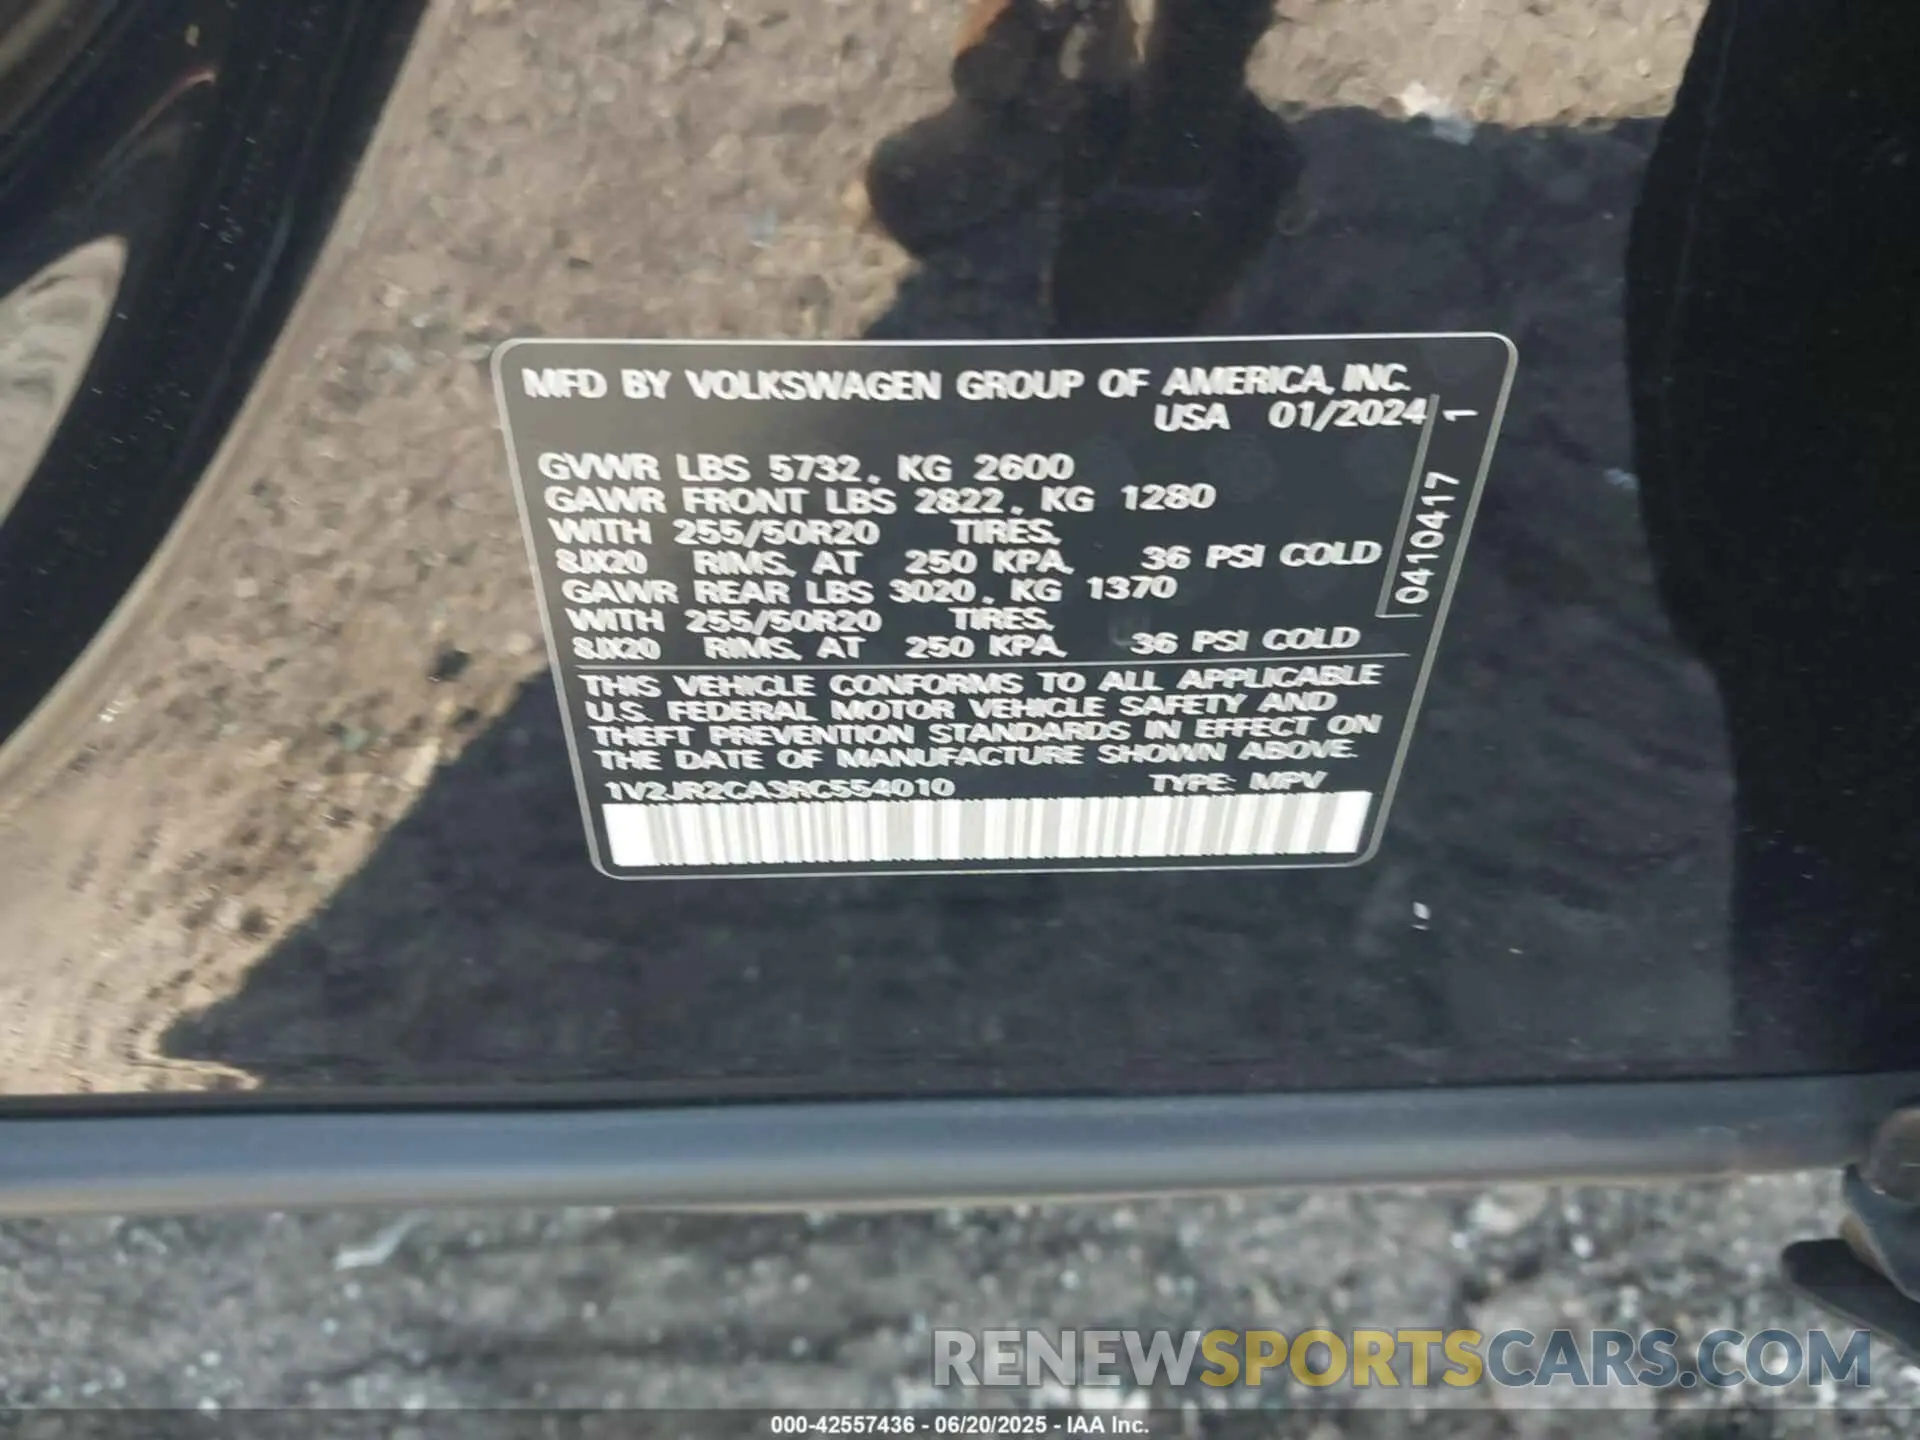 MFD BY VOLKSWAGEN GROUP OF AMERICA, INC.
USA 01/2024
GVWR LBS 5732, KG 2600
GAWR FRONT LBS 2822, KG 1280
WITH 255/50R20 TIRES,
8JX20 RIMS, AT 250 KPA, 36 PSI COLD
GAWR REAR LBS 3020, KG 1370
WITH 255/50R20 TIRES,
8JX20 RIMS, AT 250 KPA, 36 PSI COLD
THIS VEHICLE CONFORMS TO ALL APPLICABLE
U.S. FEDERAL MOTOR VEHICLE SAFETY AND
THEFT PREVENTION STANDARDS IN EFFECT ON
THE DATE OF MANUFACTURE SHOWN ABOVE.
1V2JR2CA3RC554010 TYPE: MPV
0410417 1
RENEWSPORTSCARS.COM
000-42557436 - 06/20/2025 - IAA Inc.